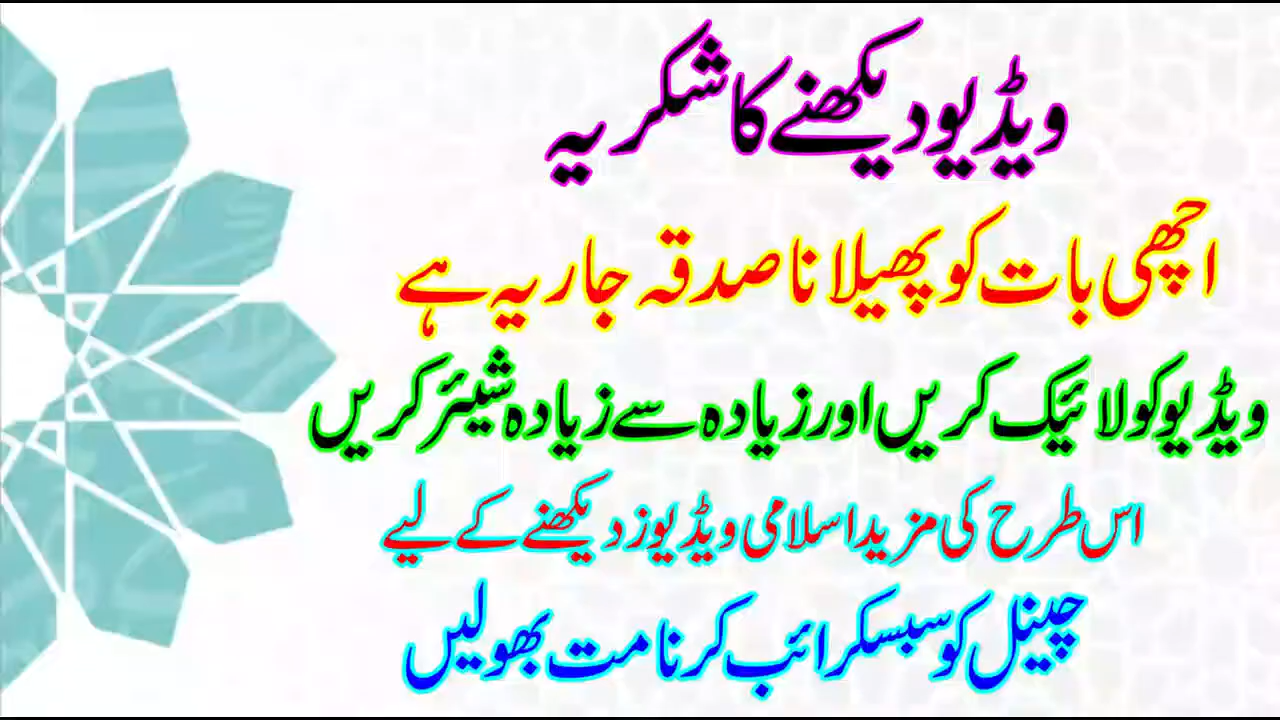 ویڈیو دیکھنے کا شکریہ
اچھی بات کو پھیلانا صدقہ جاریہ ہے
ویڈیو کو لائیک کریں اور زیادہ سے زیادہ شیئر کریں
اس طرح کی مزید اسلامی ویڈیوز دیکھنے کے لیے
چینل کو سبسکرائب کرنا مت بھولیں